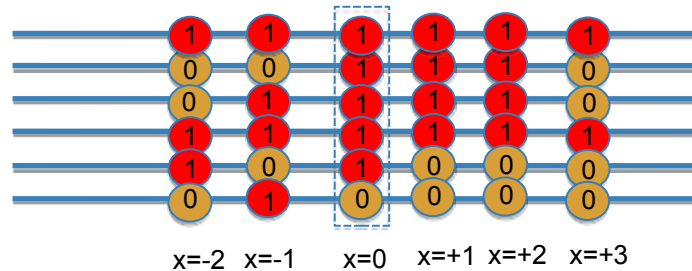 1 1 1 1 1 1
0 0 1 1 1 0
0 1 1 1 1 0
1 1 1 1 1 1
1 0 1 0 0 0
0 1 0 0 0 0
x=-2 x=-1 x=0 x=+1 x=+2 x=+3